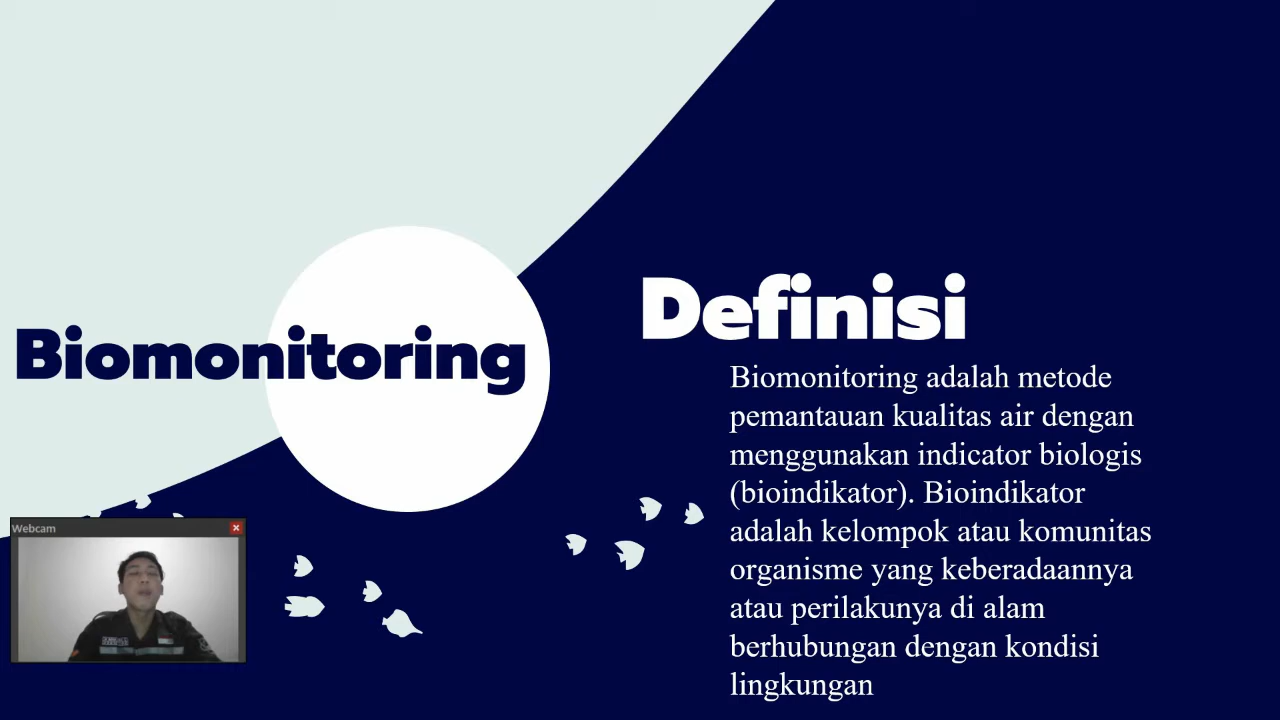 Biomonitoring
Definisi
Biomonitoring adalah metode
pemantauan kualitas air dengan
menggunakan indicator biologis
(bioindikator). Bioindikator
adalah kelompok atau komunitas
organisme yang keberadaannya
atau perilakunya di alam
berhubungan dengan kondisi
lingkungan
Webcam